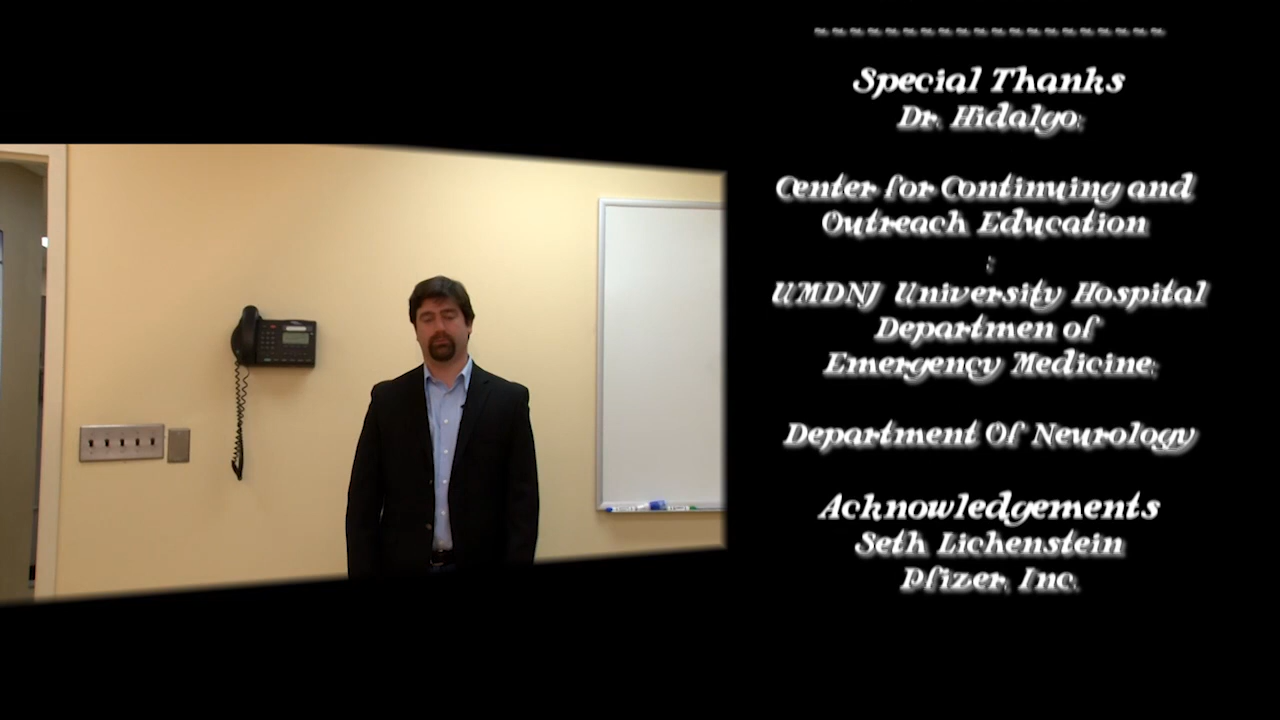 ~~~~~~~~~~~~~~~~~~~~
Special Thanks
Dr. Hidalgo;
Center for Continuing and
Outreach Education
;
UMDNJ University Hospital
Departmen of
Emergency Medicine;
Department Of Neurology
Acknowledgements
Seth Lichenstein
Pfizer, Inc.